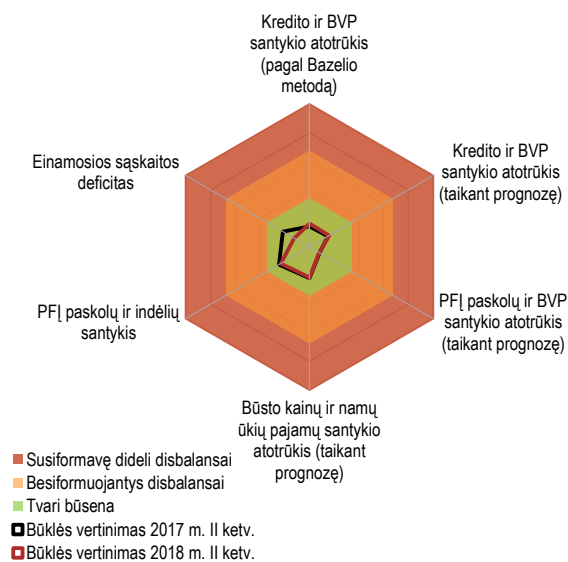 Kredito ir BVP
santykio atotrūkis
(pagal Bazelio
metodą)
Kredito ir BVP
santykio atotrūkis
(taikant prognozę)
PFĮ paskolų ir BVP
santykio atotrūkis
(taikant prognozę)
Būsto kainų ir namų
ūkių pajamų santykio
atotrūkis (taikant
prognozę)
PFĮ paskolų ir indėlių
santykis
Einamosios sąskaitos
deficitas
Susiformavę dideli disbalansai
Besiformuojantys disbalansai
Tvari būsena
Būklės vertinimas 2017 m. II ketv.
Būklės vertinimas 2018 m. II ketv.